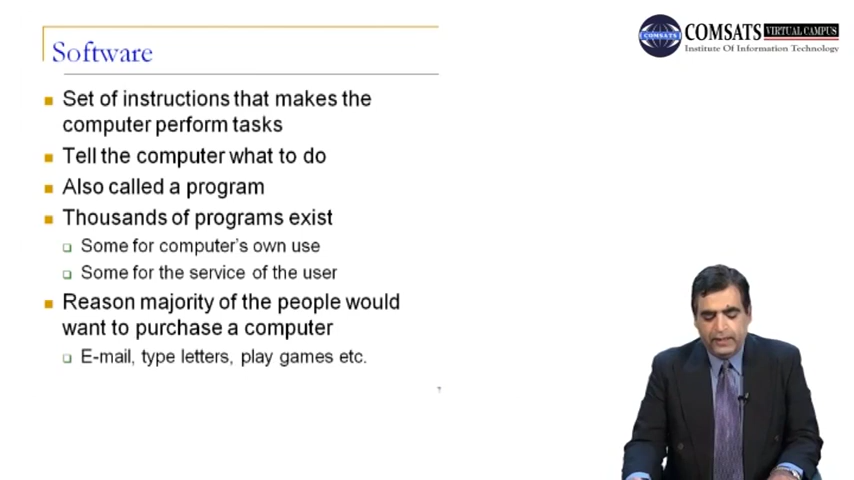 COMSATS VIRTUAL CAMPUS
Institute Of Information Technology
COMSATS
Software
Set of instructions that makes the
computer perform tasks
Tell the computer what to do
Also called a program
Thousands of programs exist
Some for computer's own use
Some for the service of the user
Reason majority of the people would
want to purchase a computer
E-mail, type letters, play games etc.
7